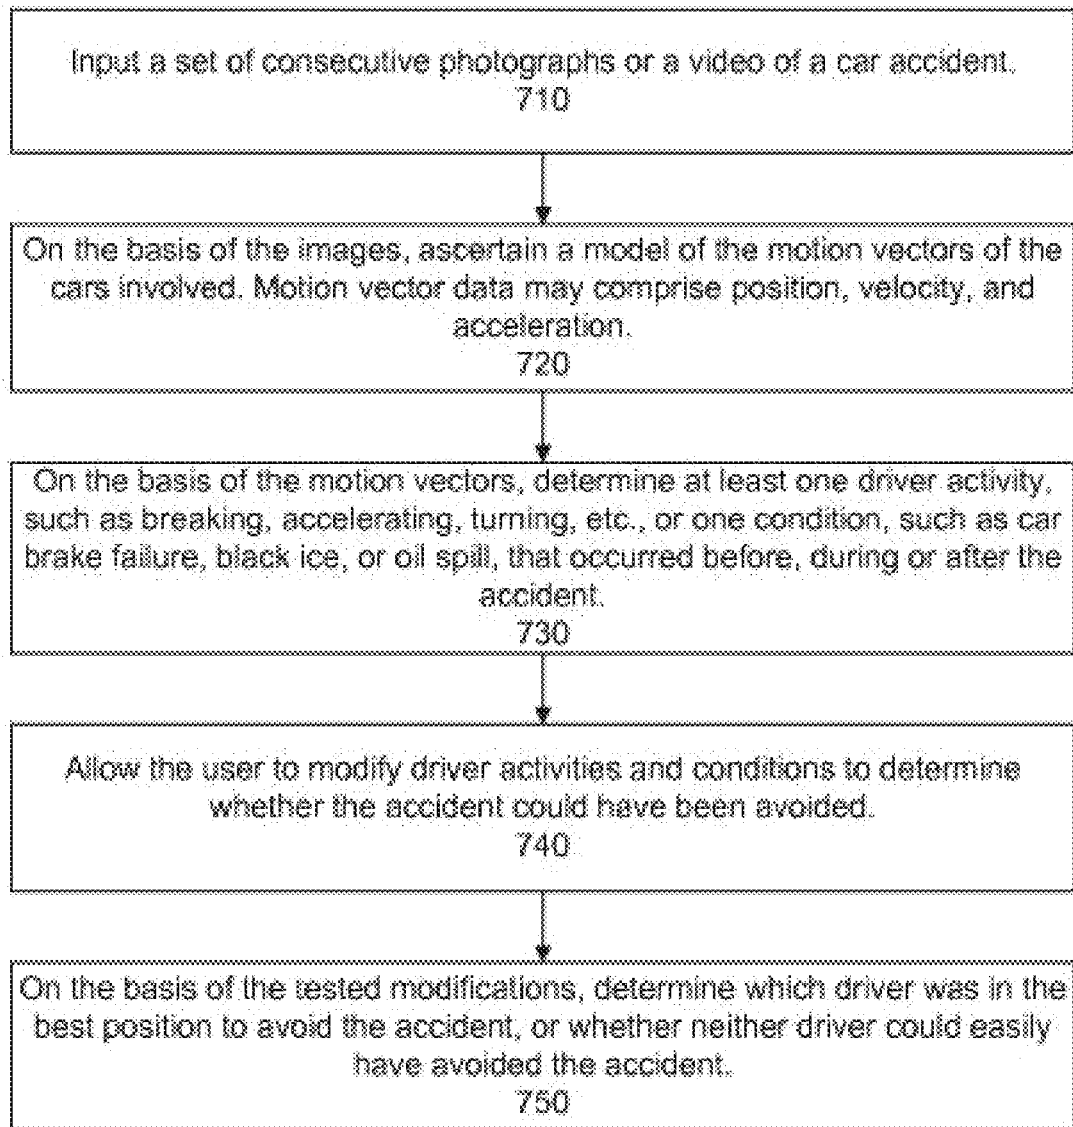 Input a set of consecutive photographs or a video of a car accident.
710
On the basis of the images, ascertain a model of the motion vectors of the
cars involved. Motion vector data may comprise position, velocity, and
acceleration.
720
On the basis of the motion vectors, determine at least one driver activity,
such as breaking, accelerating, turning, etc., or one condition, such as car
brake failure, black ice, or oil spill, that occurred before, during or after the
accident.
730
Allow the user to modify driver activities and conditions to determine
whether the accident could have been avoided.
740
On the basis of the tested modifications, determine which driver was in the
best position to avoid the accident, or whether neither driver could easily
have avoided the accident.
750